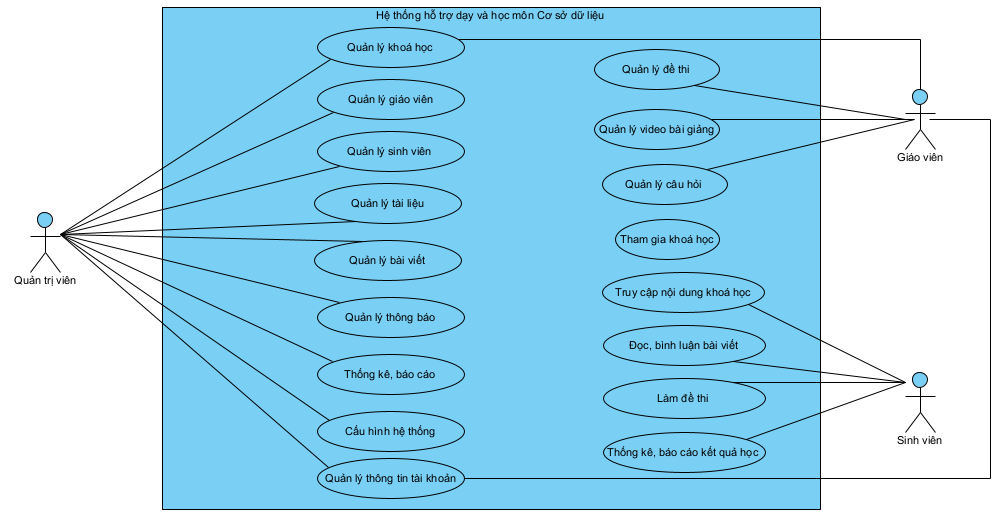 Hệ thống hỗ trợ dạy và học môn Cơ sở dữ liệu
Quản lý khoá học
Quản lý giáo viên
Quản lý sinh viên
Quản lý tài liệu
Quản lý bài viết
Quản lý thông báo
Thống kê, báo cáo
Cấu hình hệ thống
Quản lý thông tin tài khoản
Quản lý đề thi
Quản lý video bài giảng
Quản lý câu hỏi
Tham gia khoá học
Truy cập nội dung khoá học
Đọc, bình luận bài viết
Làm đề thi
Thống kê, báo cáo kết quả học
Quản trị viên
Giáo viên
Sinh viên